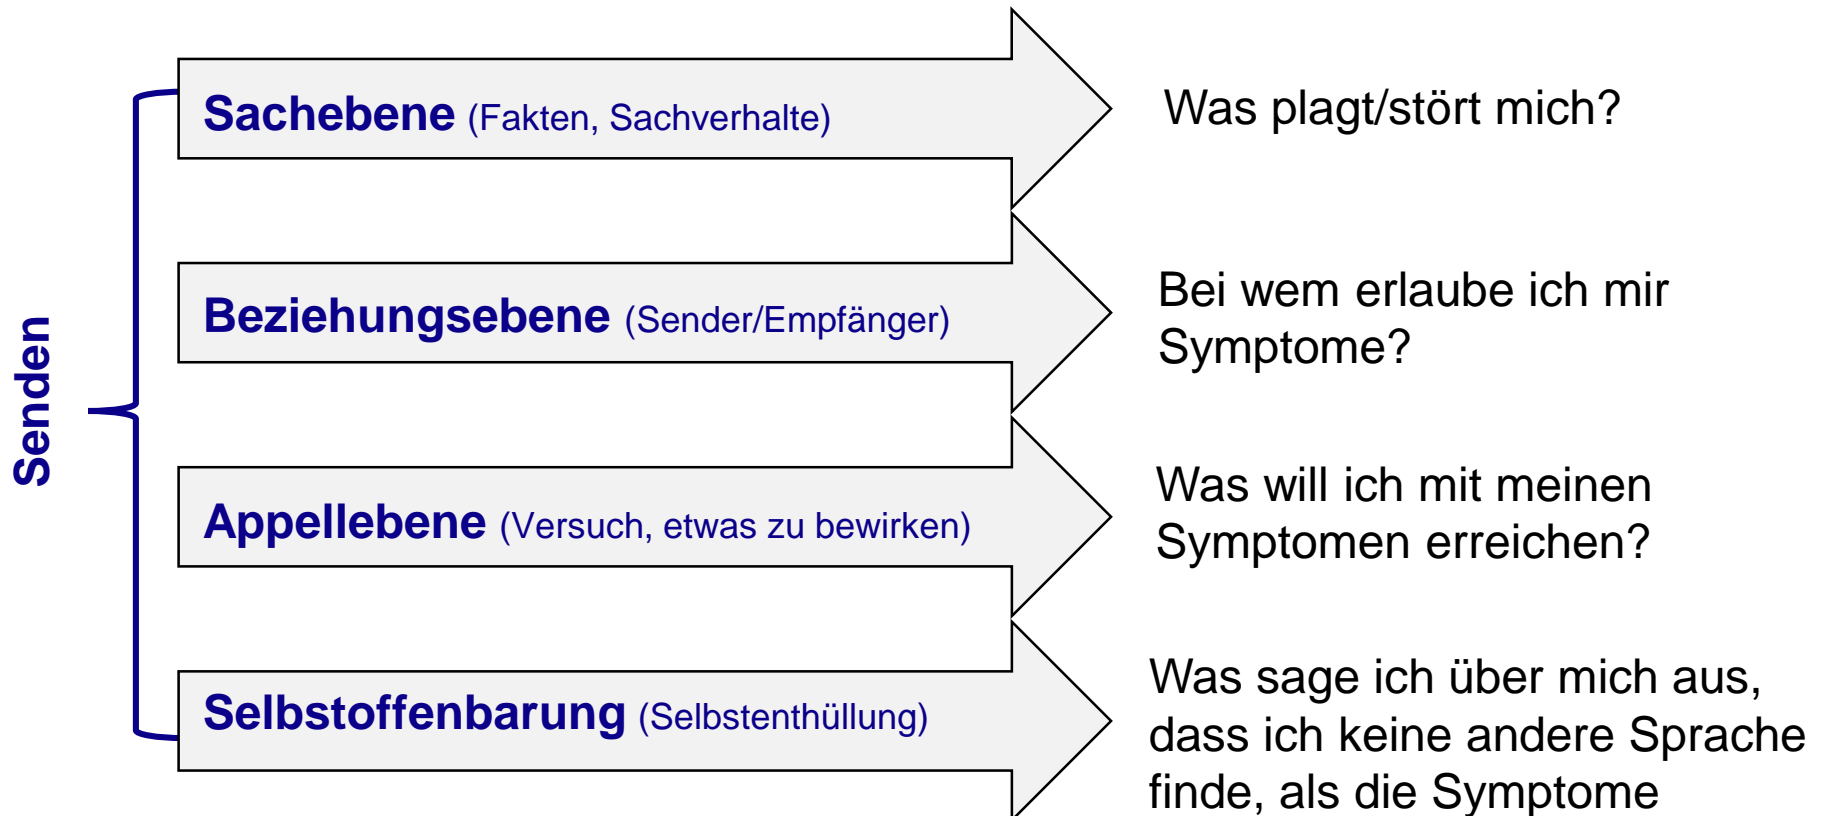 Senden
Sachebene (Fakten, Sachverhalte)
Was plagt/stört mich?
Beziehungsebene (Sender/Empfänger)
Bei wem erlaube ich mir
Symptome?
Appellebene (Versuch, etwas zu bewirken)
Was will ich mit meinen
Symptomen erreichen?
Selbstoffenbarung (Selbstenthüllung)
Was sage ich über mich aus,
dass ich keine andere Sprache
finde, als die Symptome